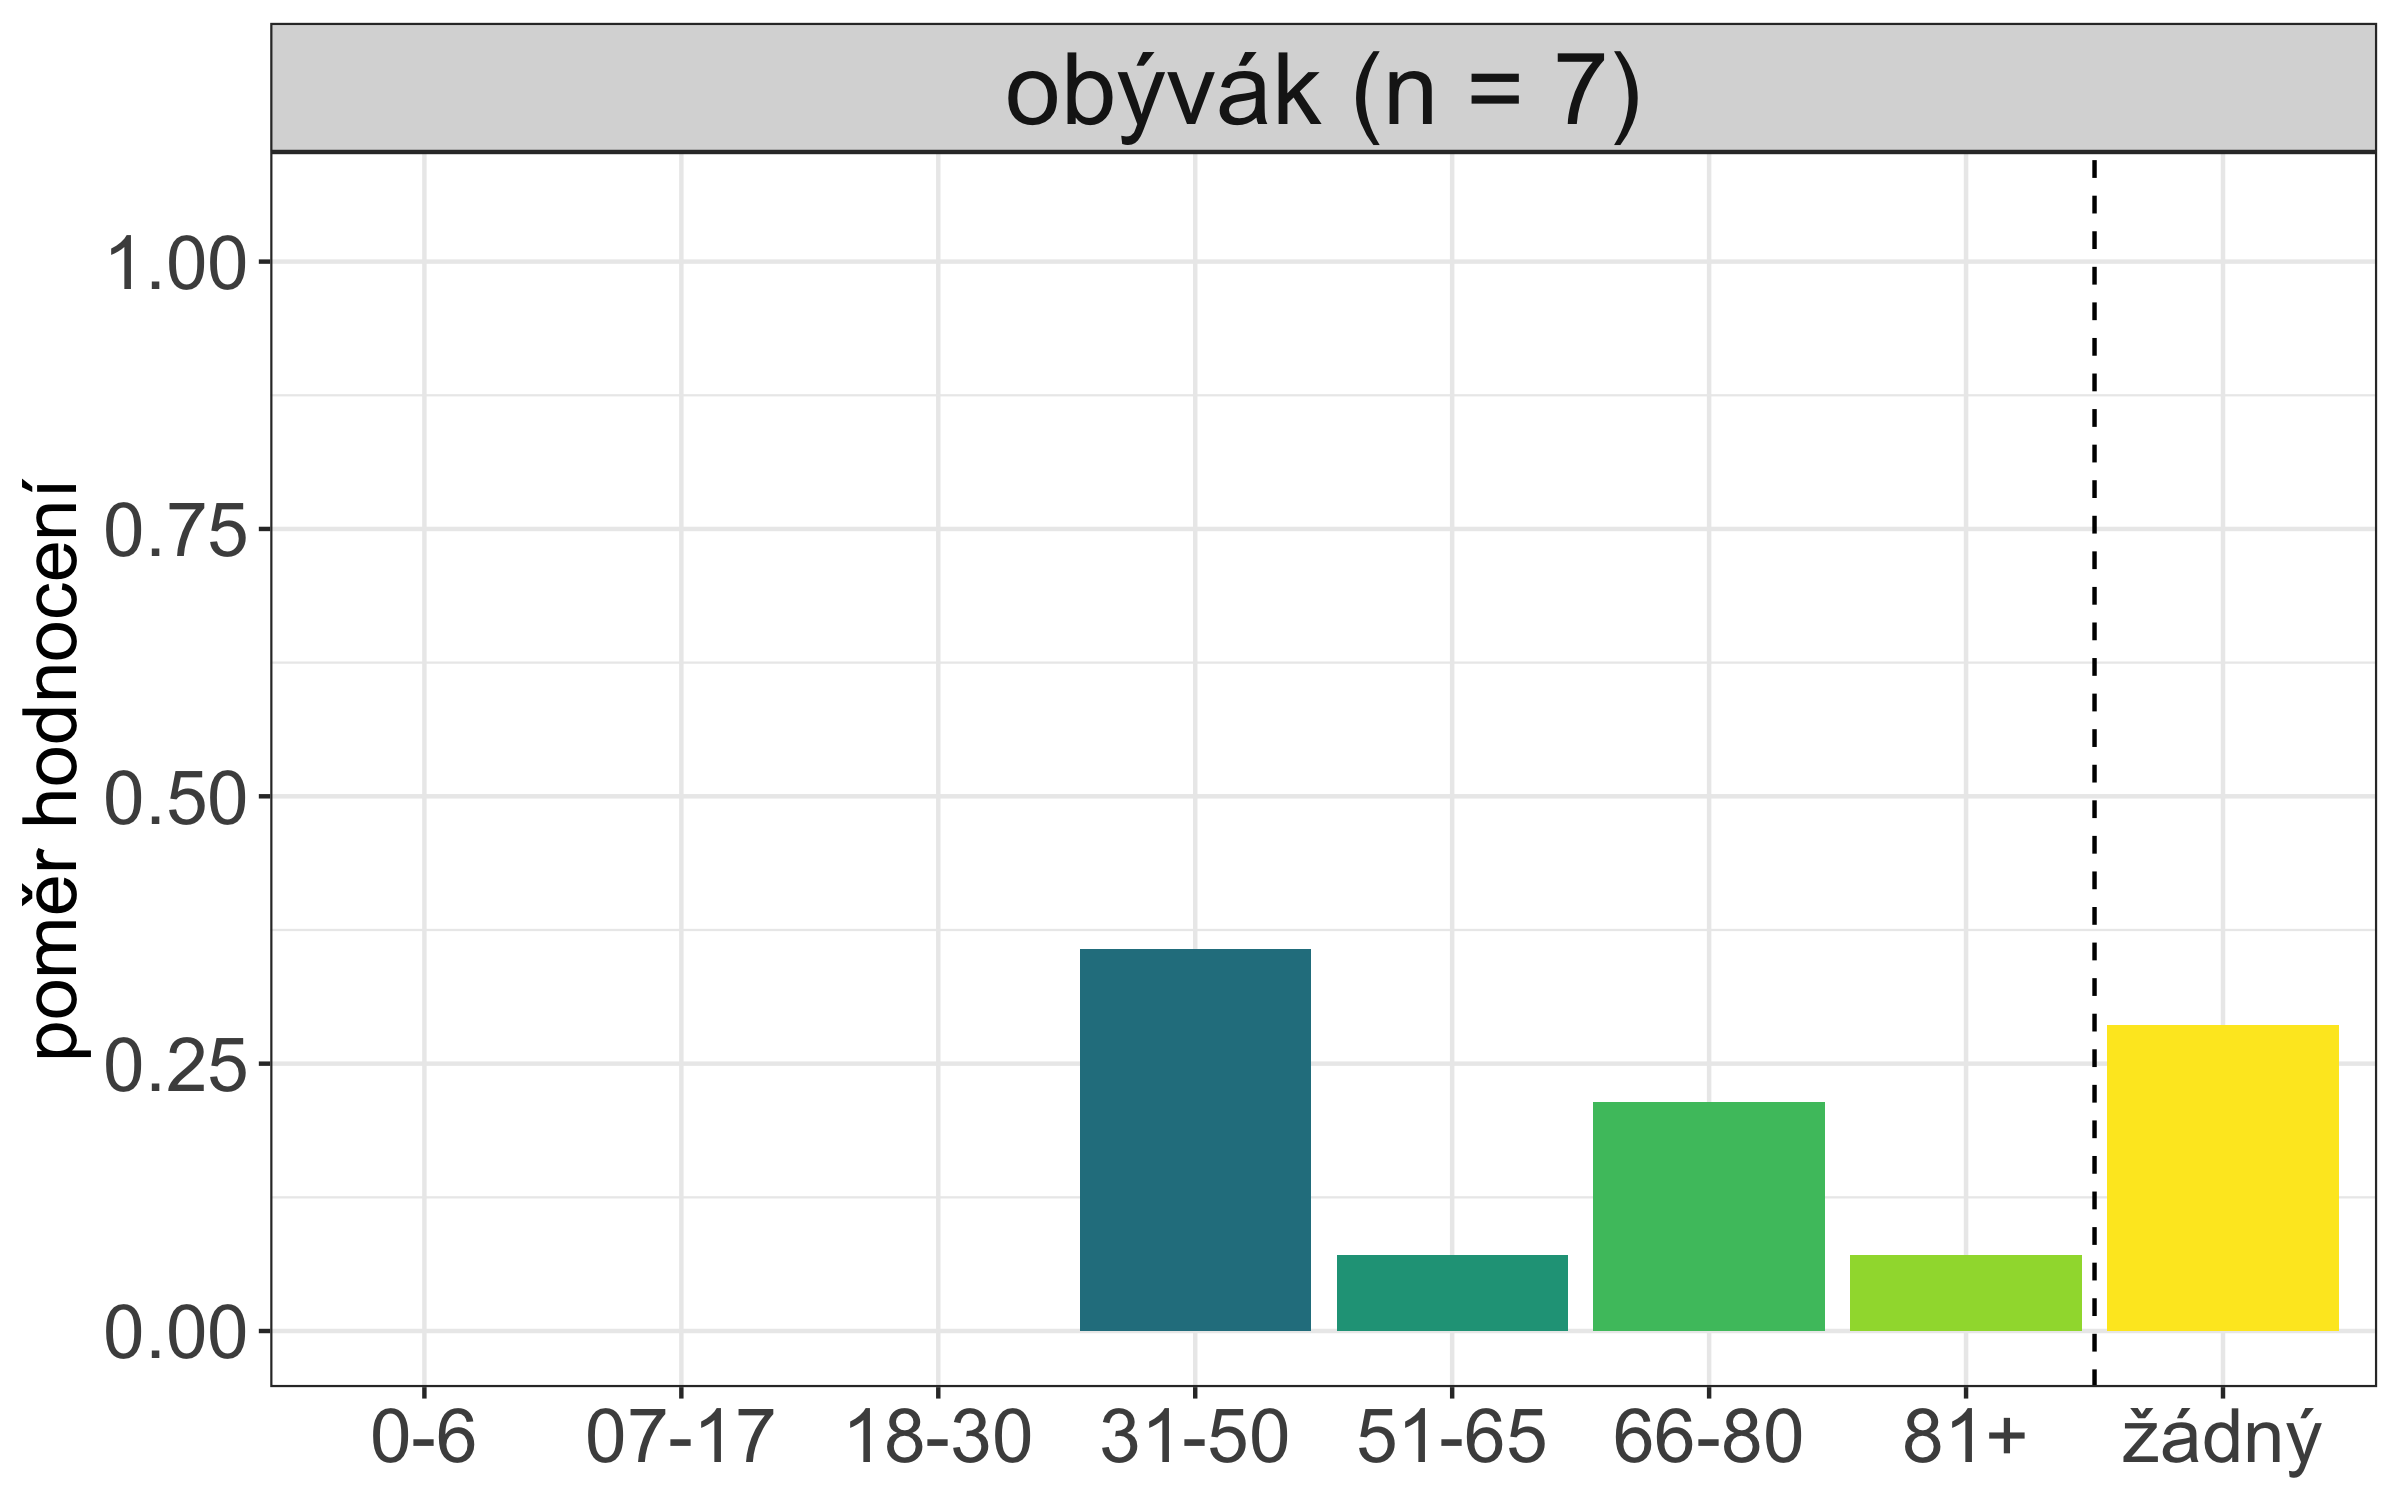 obývák (n = 7)
poměr hodnocení
1.00
0.75
0.50
0.25
0.00
0-6 07-17 18-30 31-50 51-65 66-80 81+ žádný